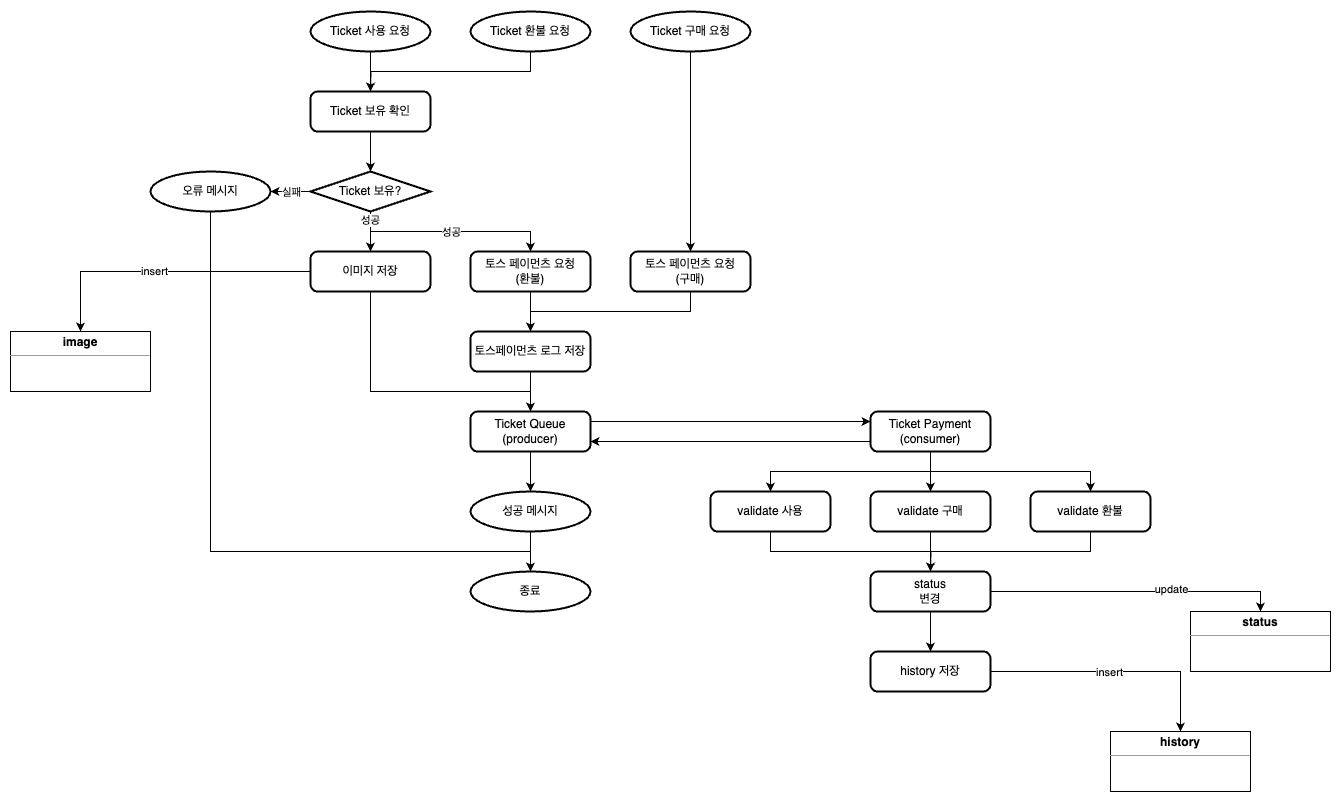 Ticket 사용 요청
Ticket 환불 요청
Ticket 구매 요청
Ticket 보유 확인
오류 메시지
실패
Ticket 보유?
성공
성공
insert
이미지 저장
토스 페이먼츠 요청
(환불)
토스 페이먼츠 요청
(구매)
image
토스페이먼츠 로그 저장
Ticket Queue
(producer)
Ticket Payment
(consumer)
성공 메시지
validate 사용
validate 구매
validate 환불
종료
status
변경
update
status
history 저장
insert
history